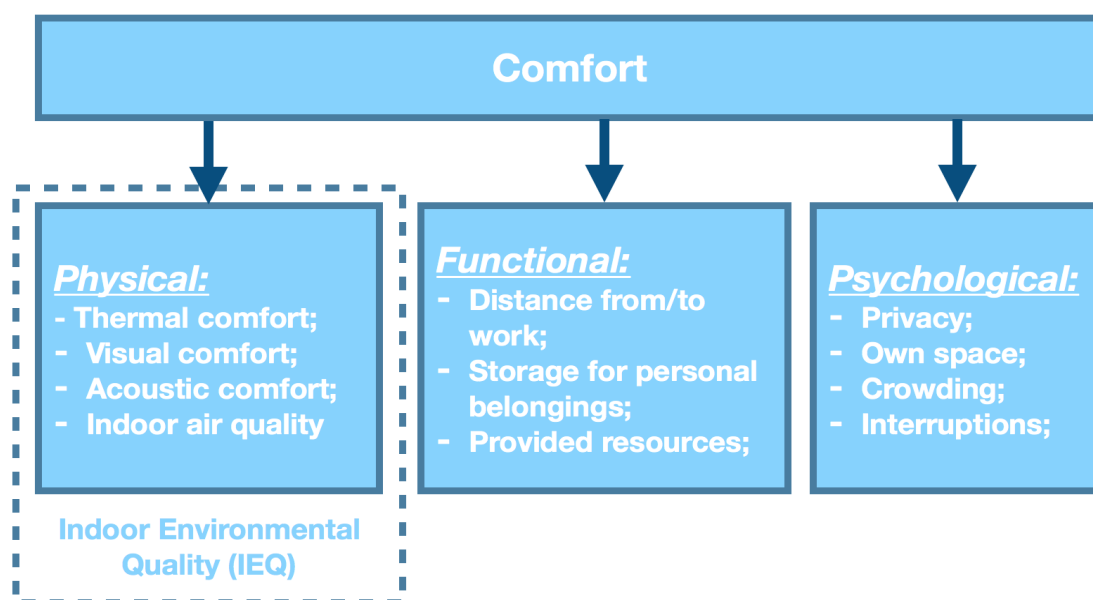 Comfort
Physical:
- Thermal comfort;
- Visual comfort;
- Acoustic comfort;
- Indoor air quality
Indoor Environmental
Quality (IEQ)
Functional:
- Distance from/to
work;
- Storage for personal
belongings;
- Provided resources;
Psychological:
- Privacy;
- Own space;
- Crowding;
- Interruptions;